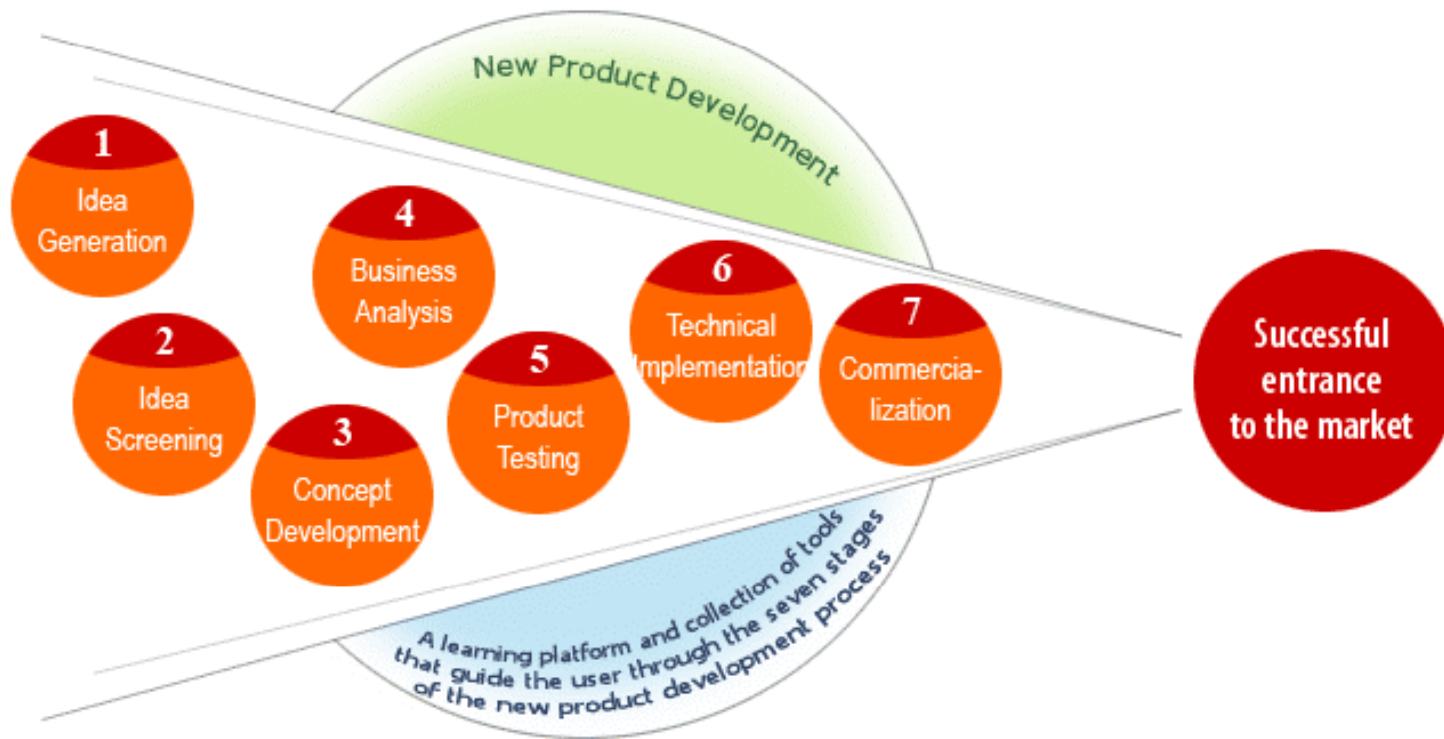 New Product Development
1
Idea
Generation
2
Idea
Screening
3
Concept
Development
4
Business
Analysis
5
Product
Testing
6
Technical
Implementation
7
Commercia-
lization
Successful
entrance
to the market
A learning platform and collection of tools
that guide the user through the seven stages
of the new product development process